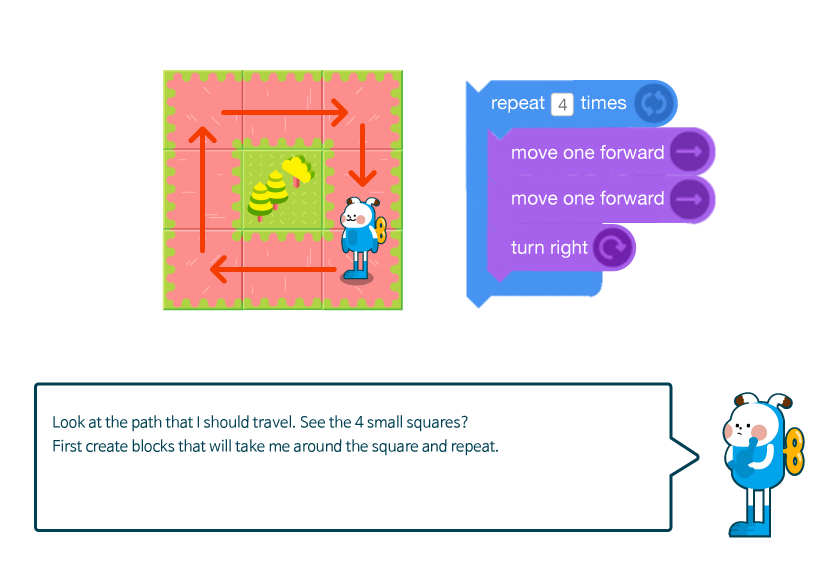 repeat 4 times
move one forward
move one forward
turn right
Look at the path that I should travel. See the 4 small squares?
First create blocks that will take me around the square and repeat.